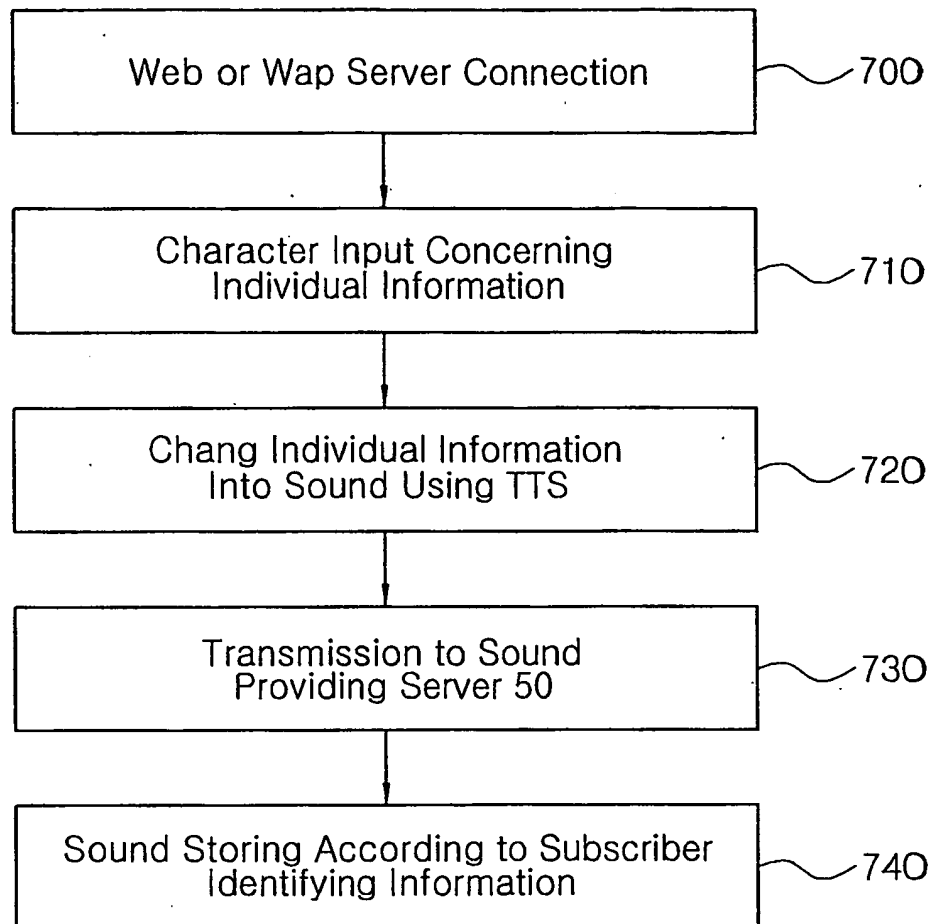 Web or Wap Server Connection
700
Character Input Concerning
Individual Information
710
Chang Individual Information
Into Sound Using TTS
720
Transmission to Sound
Providing Server 50
730
Sound Storing According to Subscriber
Identifying Information
740